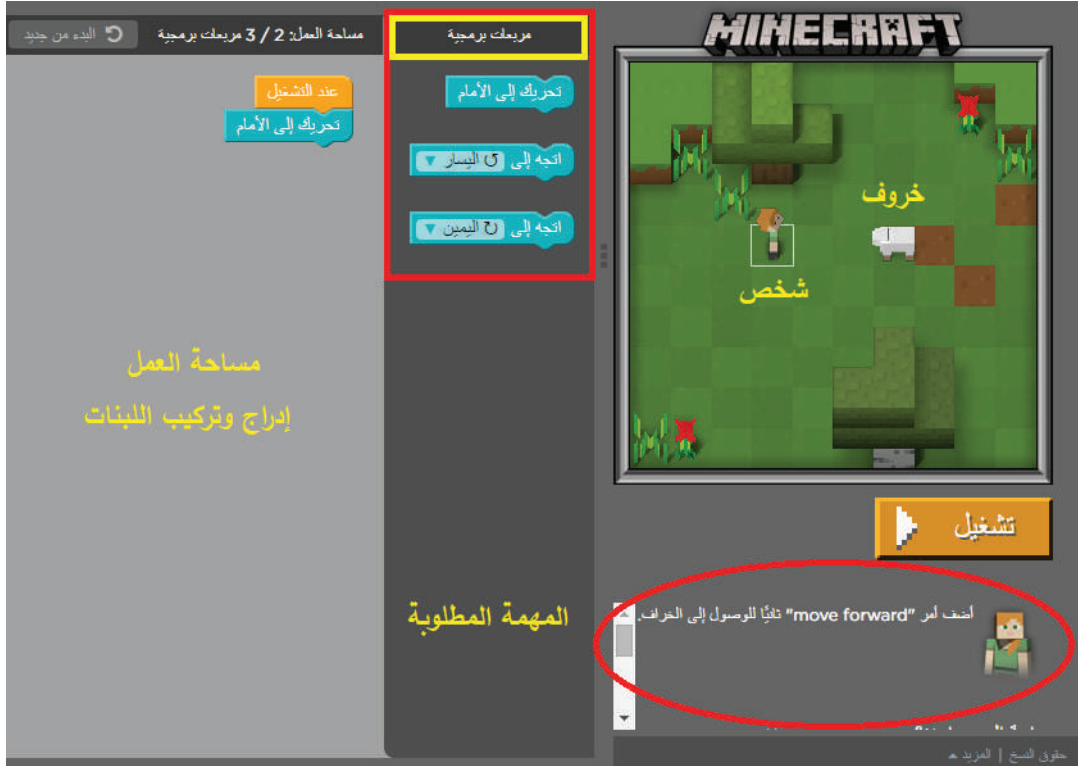 MINECRAFT
خروف
شخص
تشغيل
أضف أمر "move forward" ثانيًا للوصول إلى الخراف.
حقوق النسخ | المزيد
مربعات برمجية
تحريك إلى الأمام
اتجه إلى ↺ اليسار ▼
اتجه إلى ↻ اليمين ▼
المهمة المطلوبة
مساحة العمل: 2 / 3 مربعات برمجية
البدء من جديد
عند التشغيل
تحريك إلى الأمام
مساحة العمل
إدراج وتركيب اللبنات